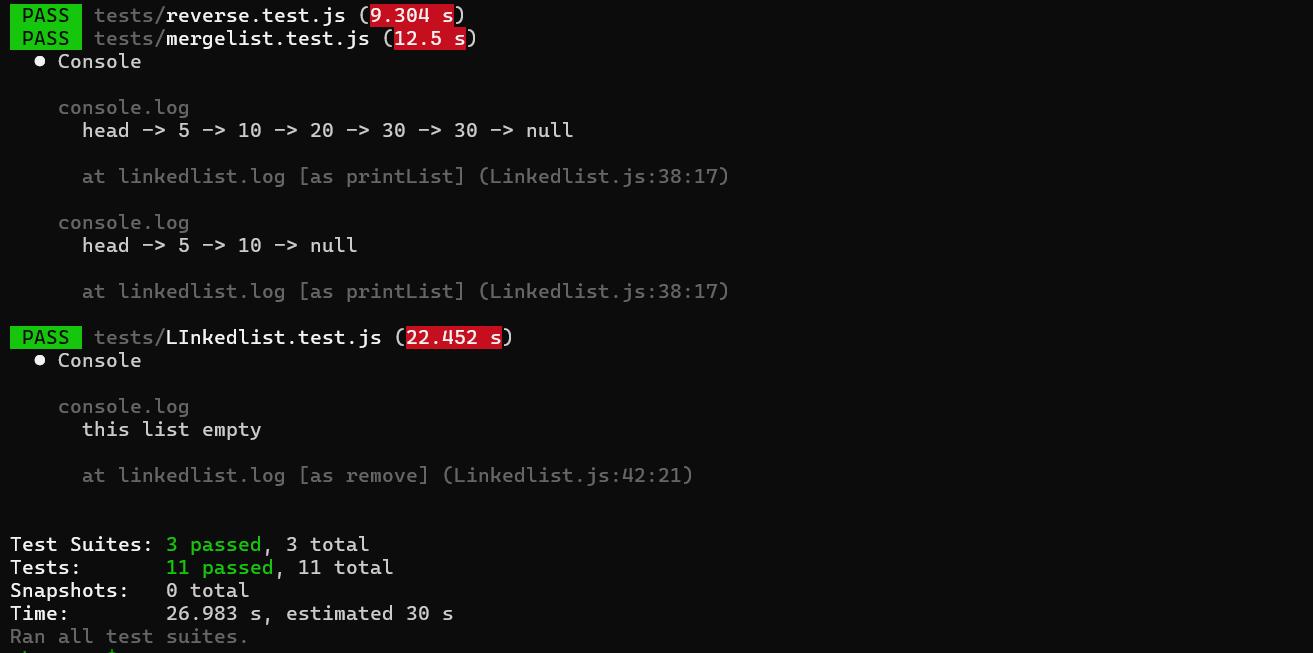 PASS tests/reverse.test.js (9.304 s)
PASS tests/mergelist.test.js (12.5 s)
● Console
console.log
head -> 5 -> 10 -> 20 -> 30 -> 30 -> null
at linkedlist.log [as printList] (Linkedlist.js:38:17)
console.log
head -> 5 -> 10 -> null
at linkedlist.log [as printList] (Linkedlist.js:38:17)
PASS tests/LInkedlist.test.js (22.452 s)
● Console
console.log
this list empty
at linkedlist.log [as remove] (Linkedlist.js:42:21)
Test Suites: 3 passed, 3 total
Tests: 11 passed, 11 total
Snapshots: 0 total
Time: 26.983 s, estimated 30 s
Ran all test suites.